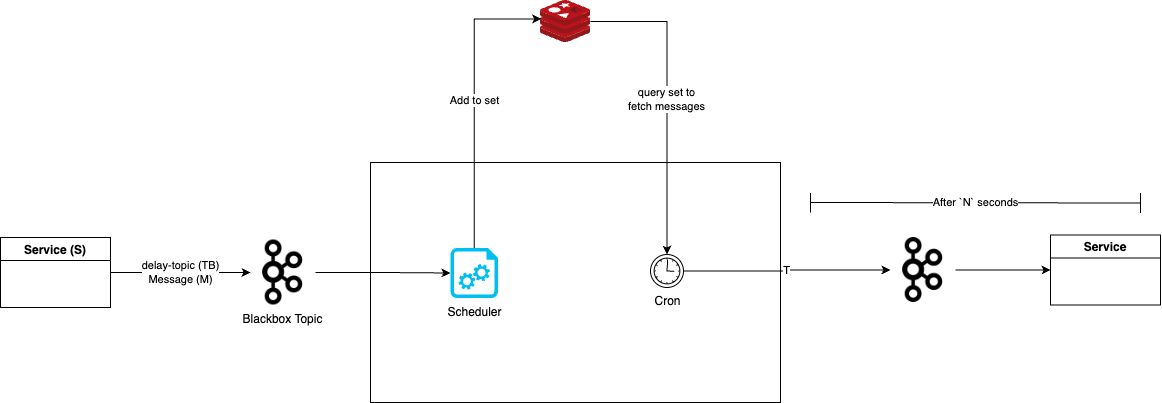 Add to set
query set to
fetch messages
After `N` seconds
Service (S)
delay-topic (TB)
Message (M)
Blackbox Topic
Scheduler
Cron
T
Service